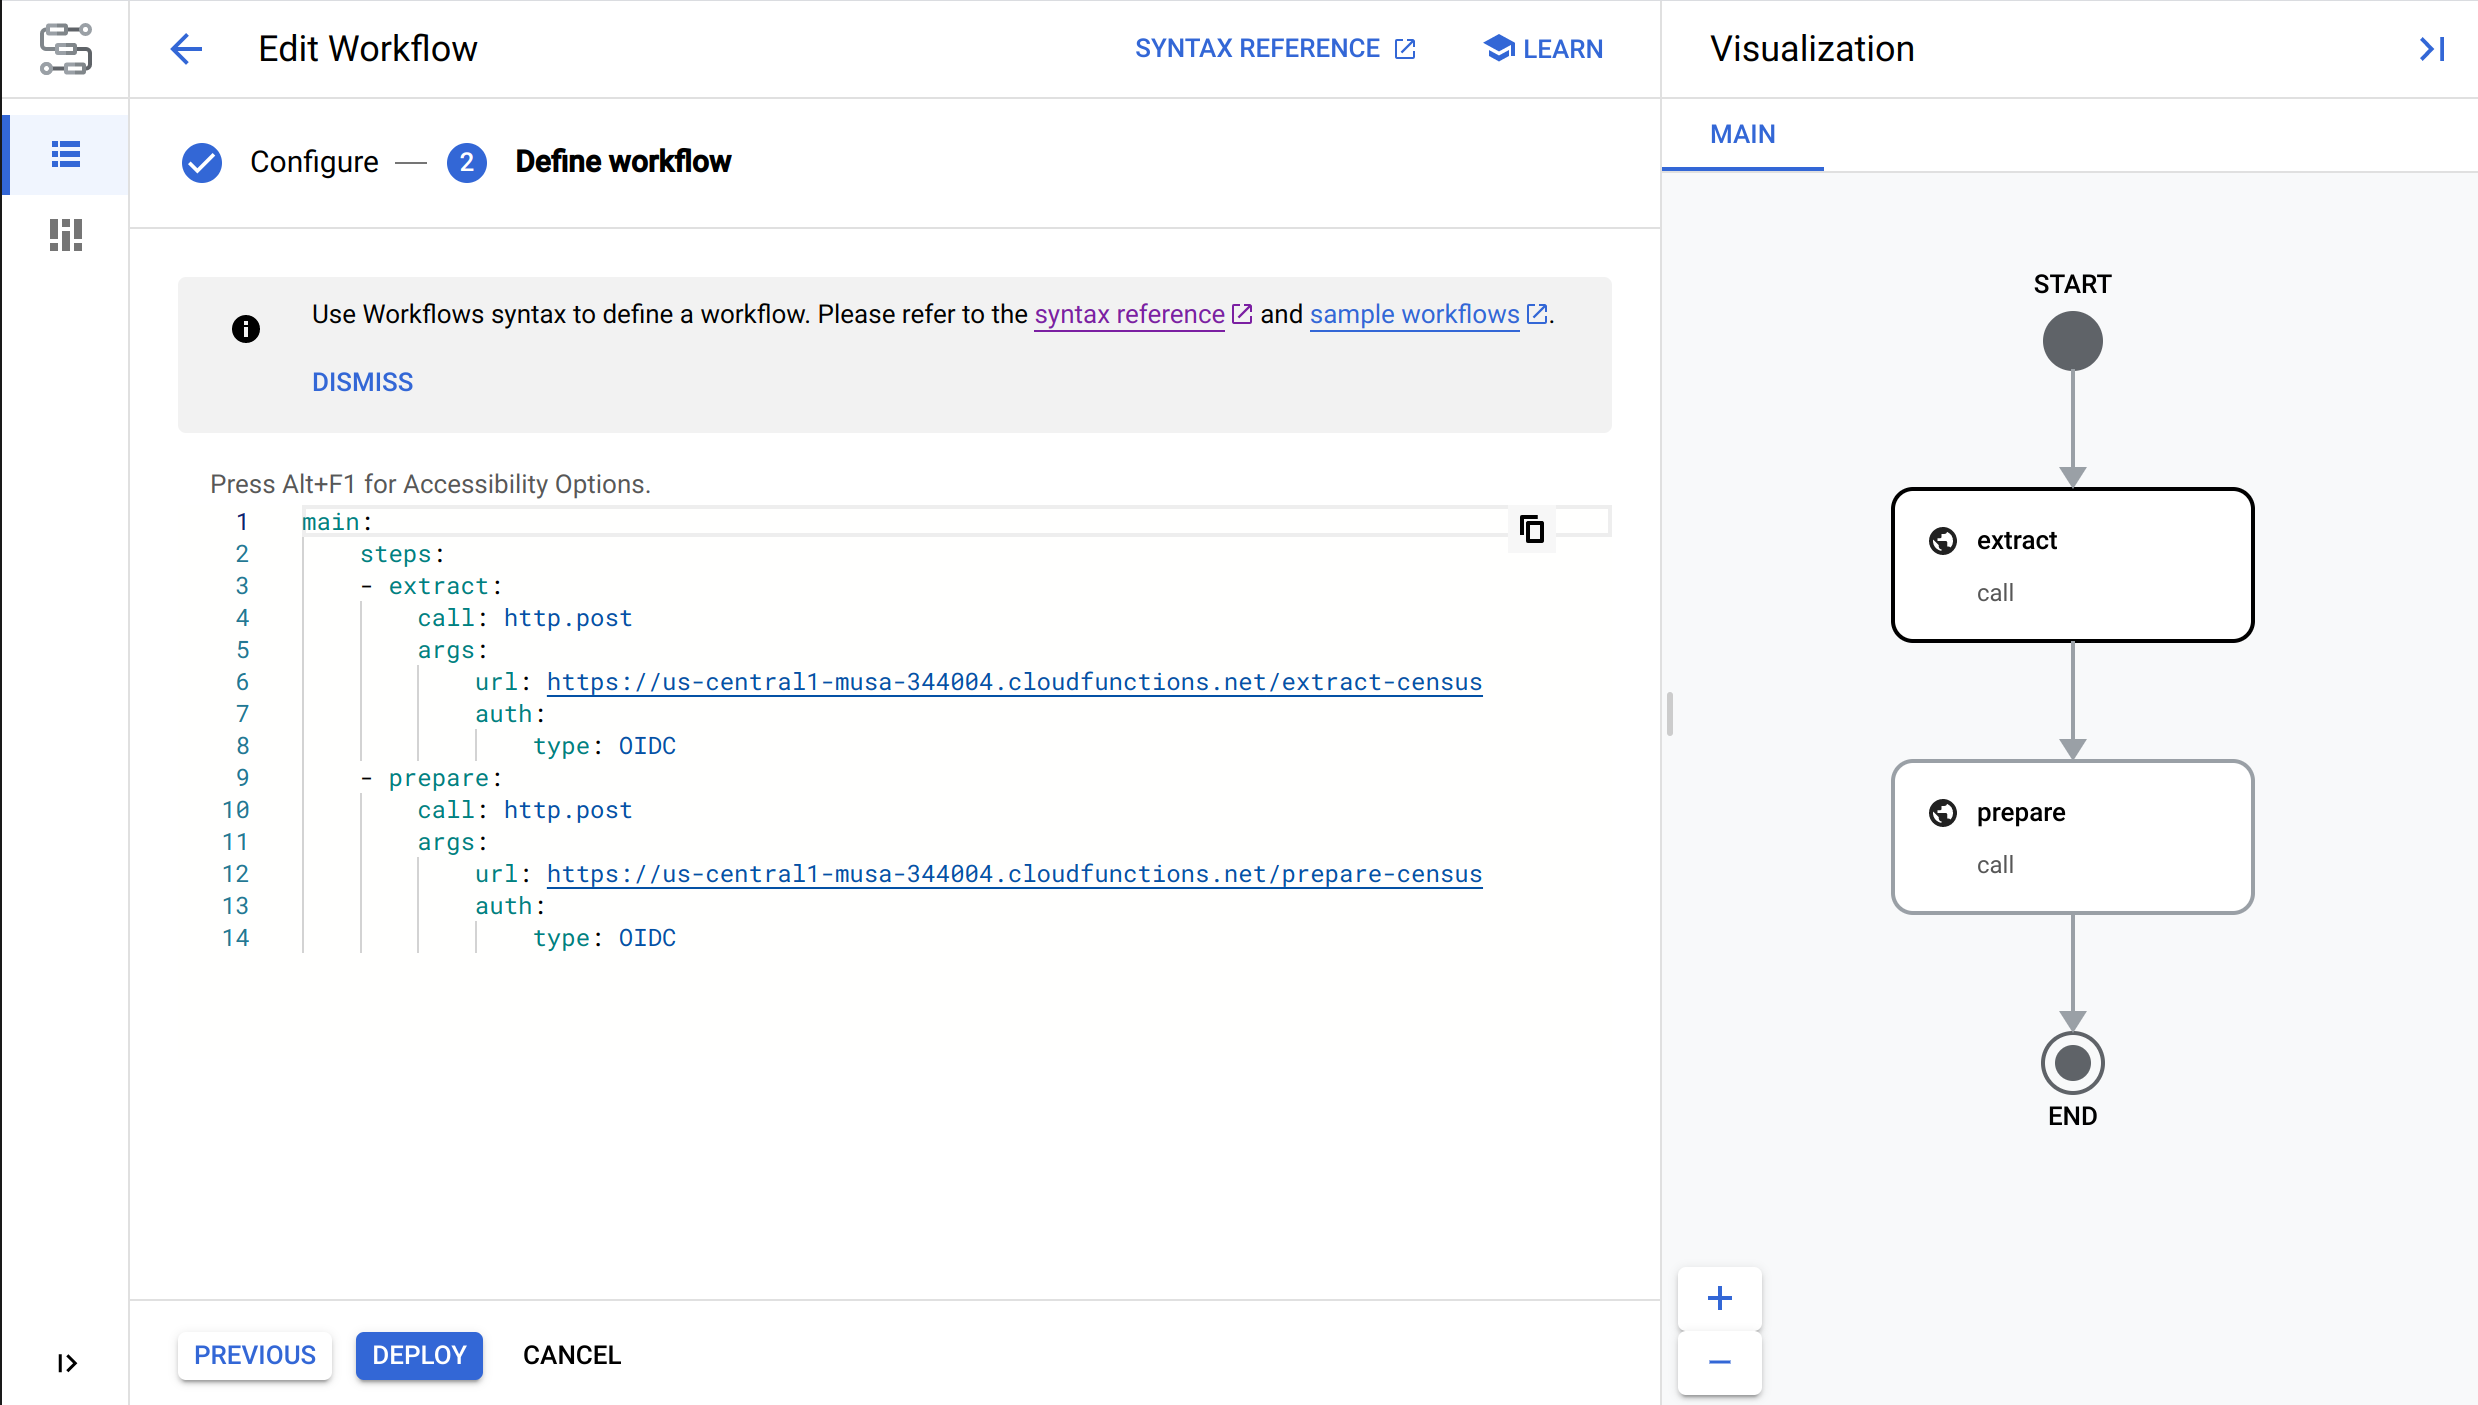 Edit Workflow
SYNTAX REFERENCE
LEARN
Configure
2
Define workflow
Use Workflows syntax to define a workflow. Please refer to the syntax reference and sample workflows.
DISMISS
Press Alt+F1 for Accessibility Options.
1 main:
2 steps:
3 - extract:
4 call: http.post
5 args:
6 url: https://us-central1-musa-344004.cloudfunctions.net/extract-census
7 auth:
8 type: OIDC
9 - prepare:
10 call: http.post
11 args:
12 url: https://us-central1-musa-344004.cloudfunctions.net/prepare-census
13 auth:
14 type: OIDC
PREVIOUS
DEPLOY
CANCEL
Visualization
MAIN
START
extract
call
prepare
call
END